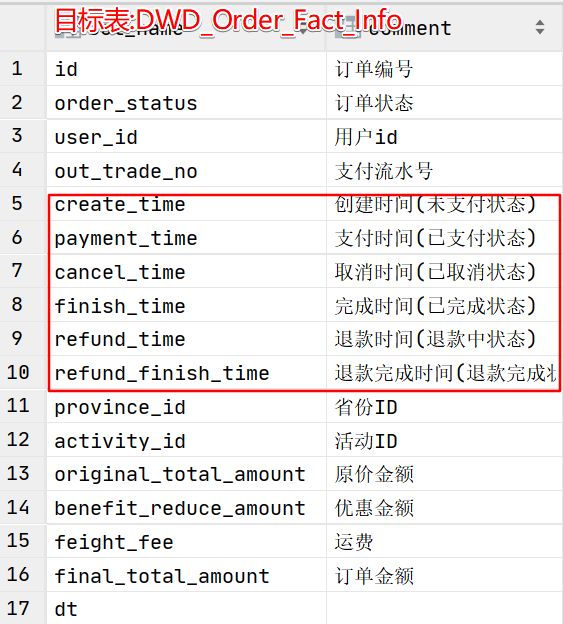 目标表:DWD_Order_Fact_Info
comment
1 id 订单编号
2 order_status 订单状态
3 user_id 用户id
4 out_trade_no 支付流水号
5 create_time 创建时间(未支付状态)
6 payment_time 支付时间(已支付状态)
7 cancel_time 取消时间(已取消状态)
8 finish_time 完成时间(已完成状态)
9 refund_time 退款时间(退款中状态)
10 refund_finish_time 退款完成时间(退款完成状
11 province_id 省份ID
12 activity_id 活动ID
13 original_total_amount 原价金额
14 benefit_reduce_amount 优惠金额
15 feight_fee 运费
16 final_total_amount 订单金额
17 dt